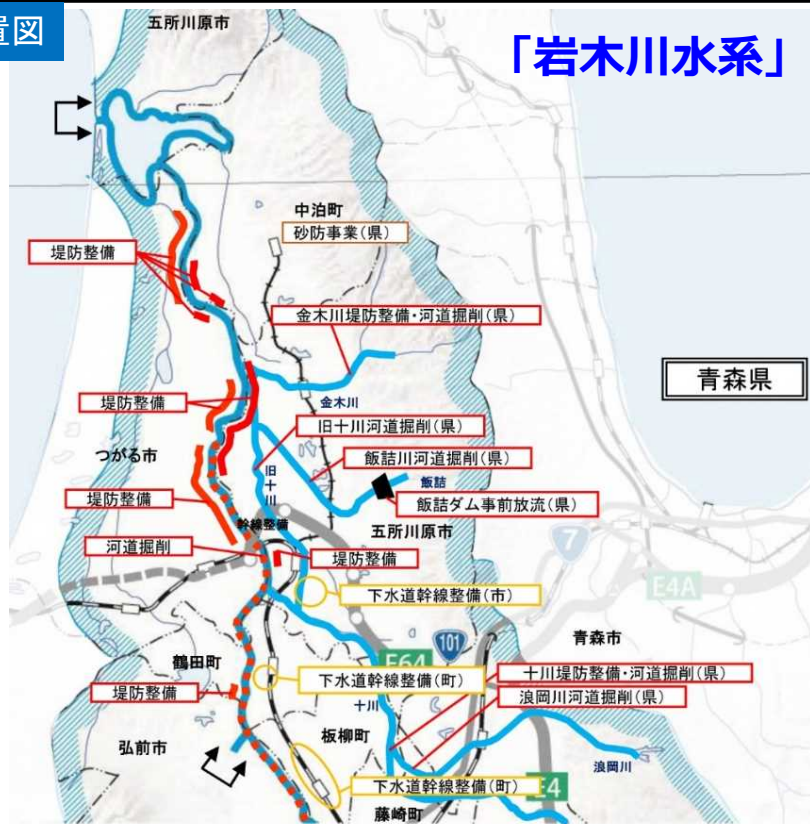 置図
五所川原市
「岩木川水系」
中泊町
砂防事業(県)
堤防整備
金木川堤防整備・河道掘削(県)
青森県
金木川
堤防整備
旧十川河道掘削(県)
つがる市
旧十川
飯詰川河道掘削(県)
飯詰
堤防整備
飯詰ダム事前放流(県)
幹線整備
五所川原市
7
河道掘削
堤防整備
E4A
下水道幹線整備(市)
101
青森市
鶴田町
E64
十川堤防整備・河道掘削(県)
下水道幹線整備(町)
堤防整備
浪岡川河道掘削(県)
十川
弘前市
板柳町
浪岡川
下水道幹線整備(町)
E4
藤崎町